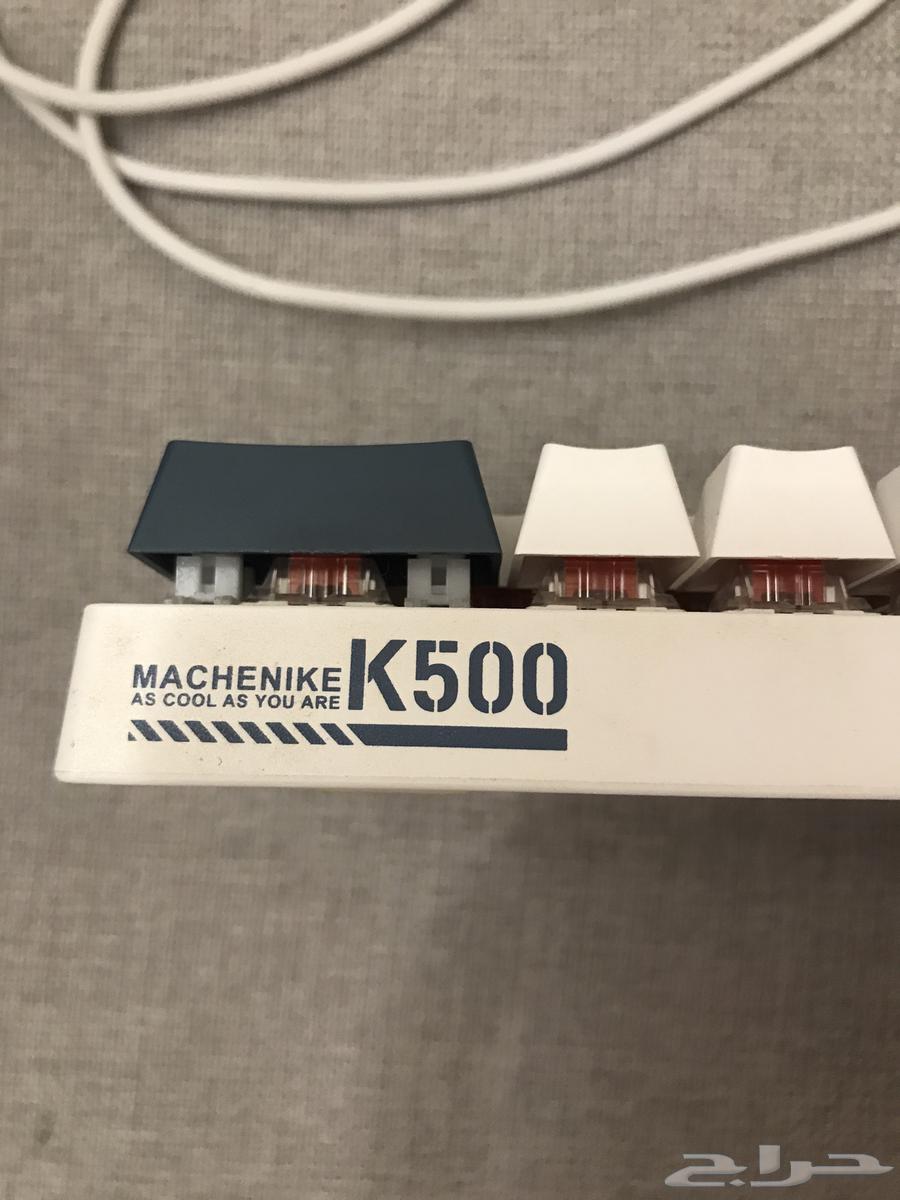 MACHENIKE K500
AS COOL AS YOU ARE
حراج